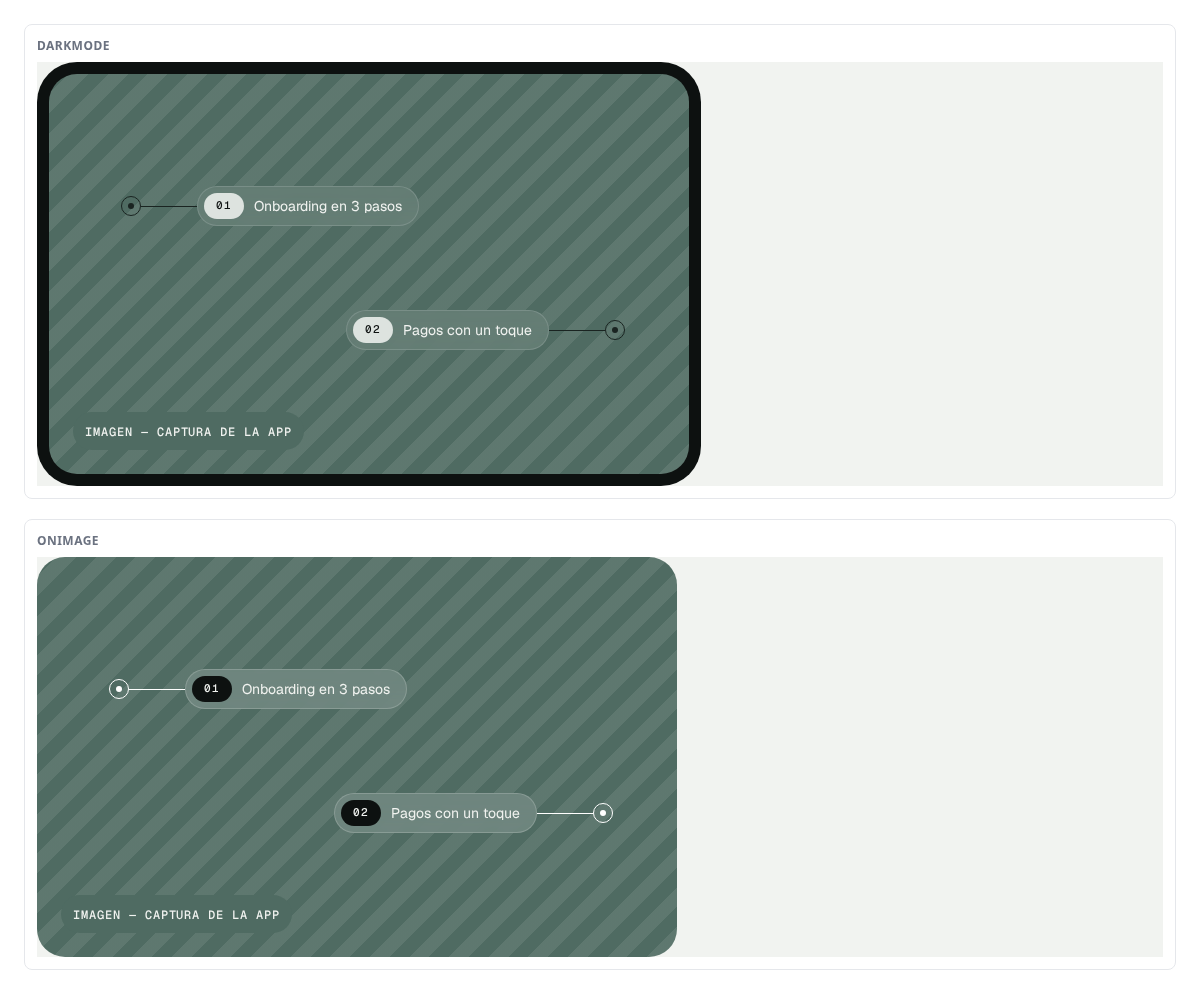 DARKMODE
01 Onboarding en 3 pasos
02 Pagos con un toque
IMAGEN — CAPTURA DE LA APP
ONIMAGE
01 Onboarding en 3 pasos
02 Pagos con un toque
IMAGEN — CAPTURA DE LA APP